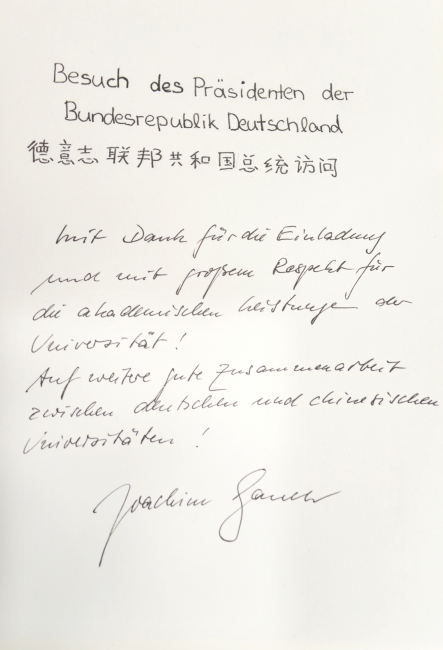 Besuch des Präsidenten der
Bundesrepublik Deutschland
德意志联邦共和国总统访问
Mit Dank für die Einladung
und mit großem Respekt für
die akademischen Leistungen der
Universität!
Auf weitere gute Zusammenarbeit
zwischen deutschen und chinesischen
Universitäten!
Joachim Gauck